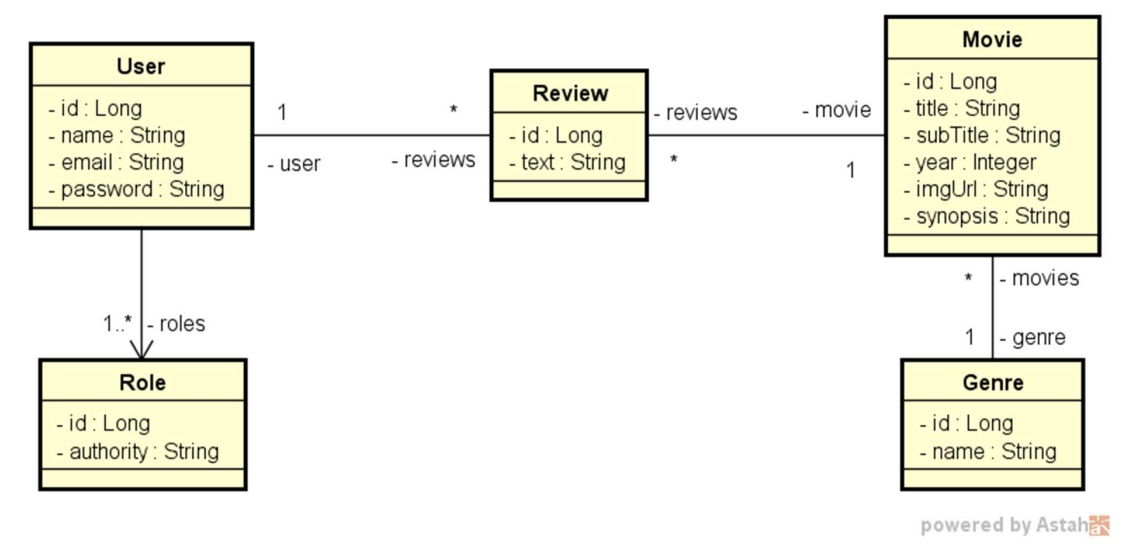 User
- id : Long
- name : String
- email : String
- password : String
1
- user
*
- reviews
Review
- id : Long
- text : String
- reviews
*
- movie
1
Movie
- id : Long
- title : String
- subTitle : String
- year : Integer
- imgUrl : String
- synopsis : String
* - movies
1 - genre
1..* - roles
Role
- id : Long
- authority : String
Genre
- id : Long
- name : String
powered by Astah